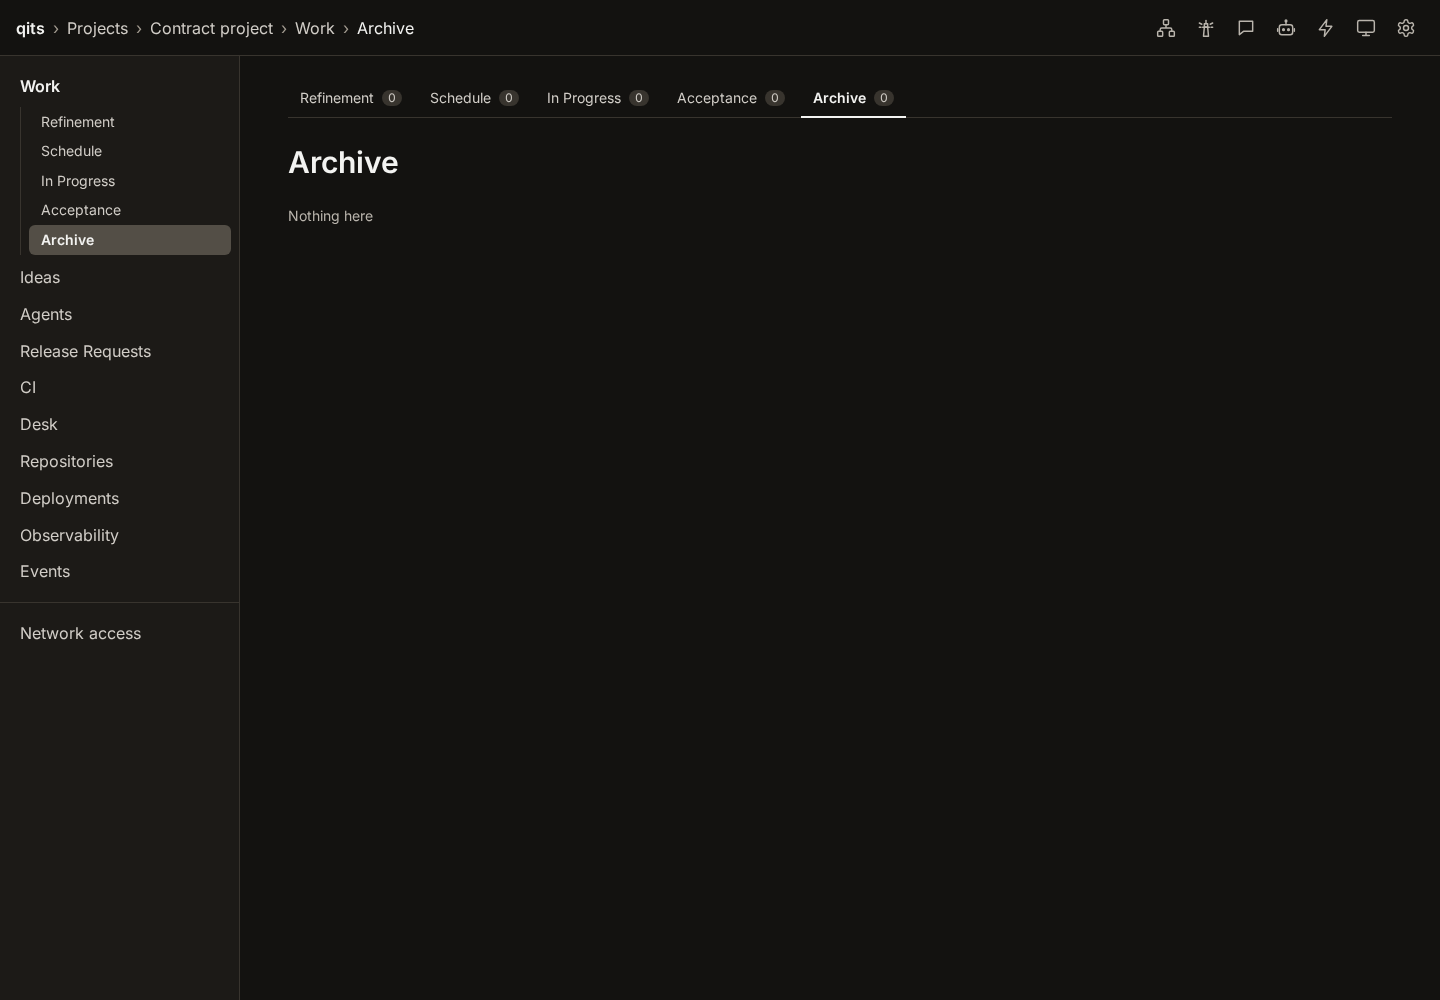 qits › Projects › Contract project › Work › Archive
Work
Refinement
Schedule
In Progress
Acceptance
Archive
Ideas
Agents
Release Requests
CI
Desk
Repositories
Deployments
Observability
Events
Network access
Refinement 0 Schedule 0 In Progress 0 Acceptance 0 Archive 0
Archive
Nothing here